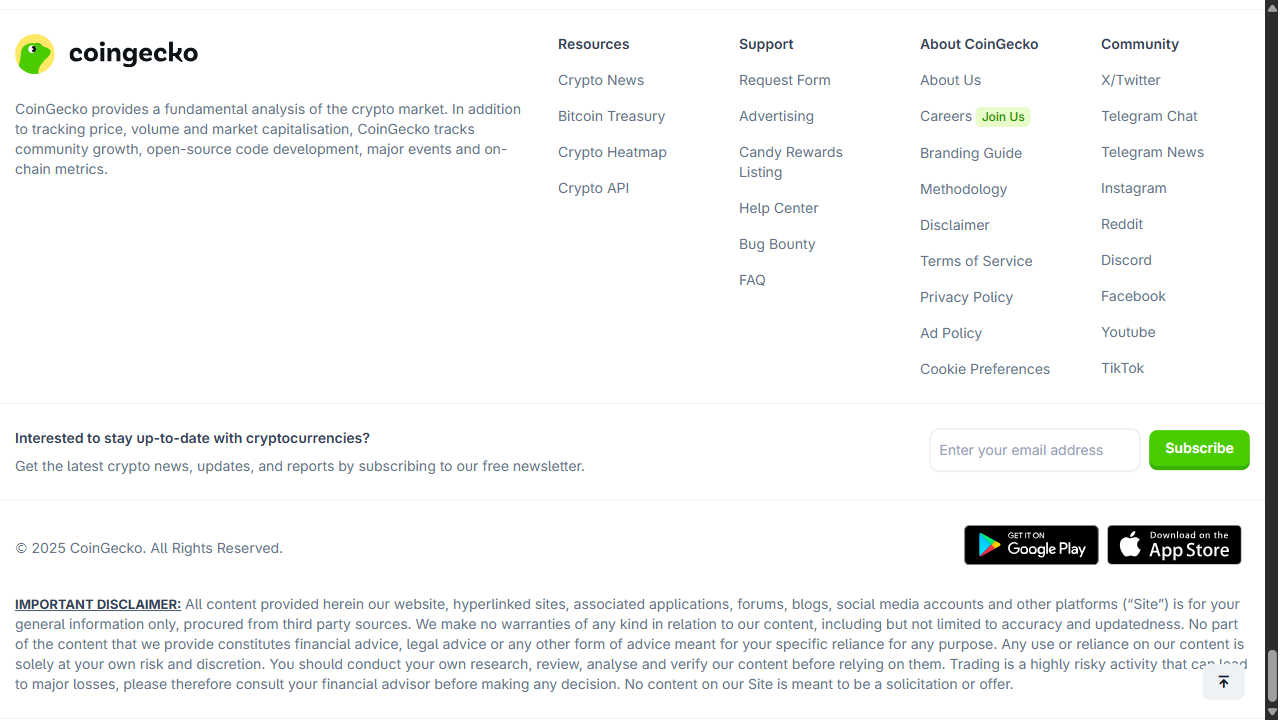 coingecko
CoinGecko provides a fundamental analysis of the crypto market. In addition
to tracking price, volume and market capitalisation, CoinGecko tracks
community growth, open-source code development, major events and on-
chain metrics.
Resources
Crypto News
Bitcoin Treasury
Crypto Heatmap
Crypto API
Support
Request Form
Advertising
Candy Rewards
Listing
Help Center
Bug Bounty
FAQ
About CoinGecko
About Us
Careers Join Us
Branding Guide
Methodology
Disclaimer
Terms of Service
Privacy Policy
Ad Policy
Cookie Preferences
Community
X/Twitter
Telegram Chat
Telegram News
Instagram
Reddit
Discord
Facebook
Youtube
TikTok
Interested to stay up-to-date with cryptocurrencies?
Get the latest crypto news, updates, and reports by subscribing to our free newsletter.
Enter your email address
Subscribe
© 2025 CoinGecko. All Rights Reserved.
GET IT ON
Google Play
Download on the
App Store
IMPORTANT DISCLAIMER: All content provided herein our website, hyperlinked sites, associated applications, forums, blogs, social media accounts and other platforms (“Site”) is for your
general information only, procured from third party sources. We make no warranties of any kind in relation to our content, including but not limited to accuracy and updatedness. No part
of the content that we provide constitutes financial advice, legal advice or any other form of advice meant for your specific reliance for any purpose. Any use or reliance on our content is
solely at your own risk and discretion. You should conduct your own research, review, analyse and verify our content before relying on them. Trading is a highly risky activity that can lead
to major losses, please therefore consult your financial advisor before making any decision. No content on our Site is meant to be a solicitation or offer.